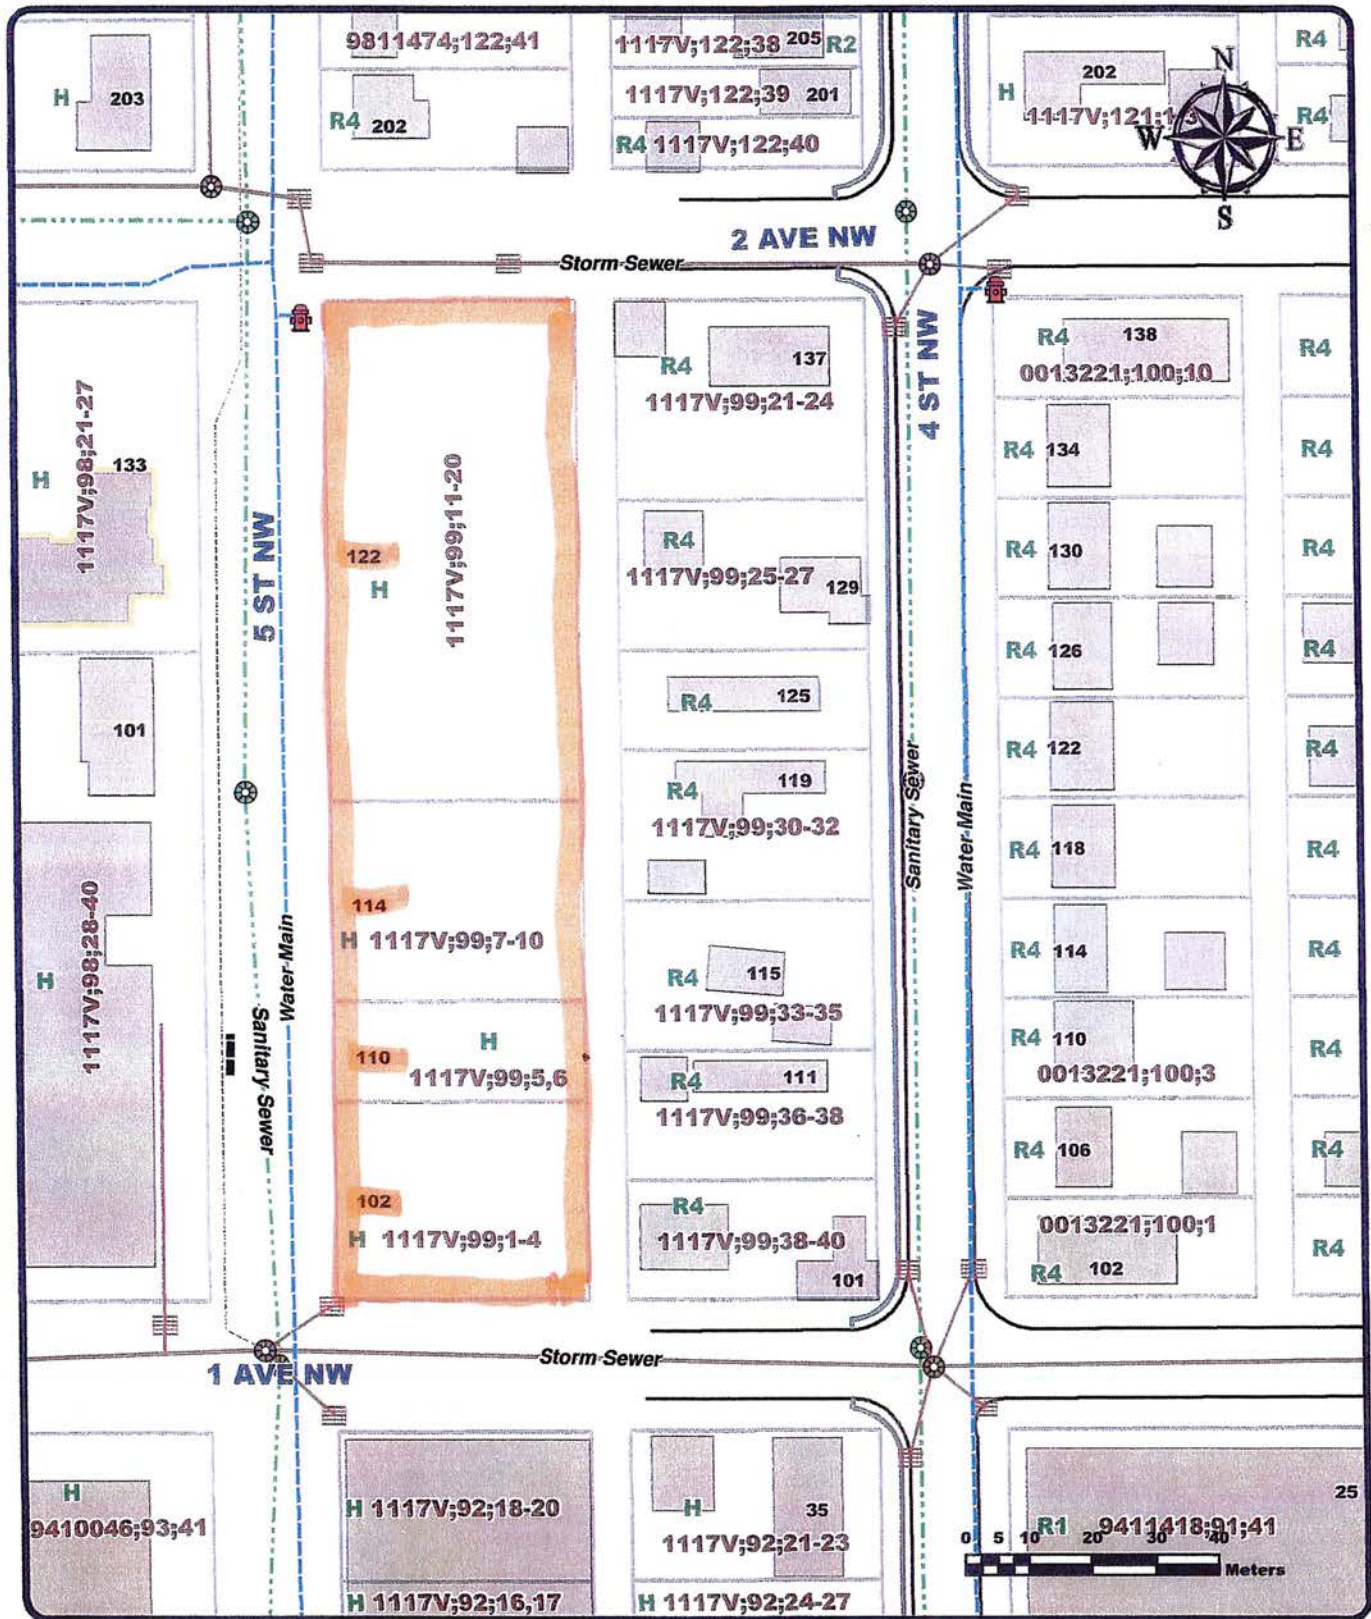 9811474;122;41
1117V;122;38 205 R2
H 203
R4 202
1117V;122;39 201
R4 1117V;122;40
202
H
R4
R4
N
W E
S
2 AVE NW
Storm Sewer
133
H
1117V;98;21-27
5 ST NW
122
H
1117V;99;11-20
R4 137
1117V;99;21-24
4 ST NW
R4 138
0013221;100;10
R4
R4 134
R4
R4
1117V;99;25-27
129
R4 130
R4
R4 126
R4
R4 125
R4 122
R4
101
R4 119
1117V;99;30-32
Sanitary Sewer
Water Main
R4 118
R4
H
1117V;98;28-40
Water Main
Sanitary Sewer
114
H 1117V;99;7-10
R4 115
1117V;99;33-35
R4 114
R4
110
H
1117V;99;5,6
R4 111
1117V;99;36-38
R4 110
0013221;100;3
R4
R4 106
R4
102
H 1117V;99;1-4
R4
1117V;99;38-40
101
0013221;100;1
R4 102
R4
Storm Sewer
1 AVE NW
H
9410046;93;41
H 1117V;92;18-20
H
35
1117V;92;21-23
25
R1 9411418;91;41
0 5 10 20 30 40
Meters
H 1117V;92;16,17
H 1117V;92;24-27